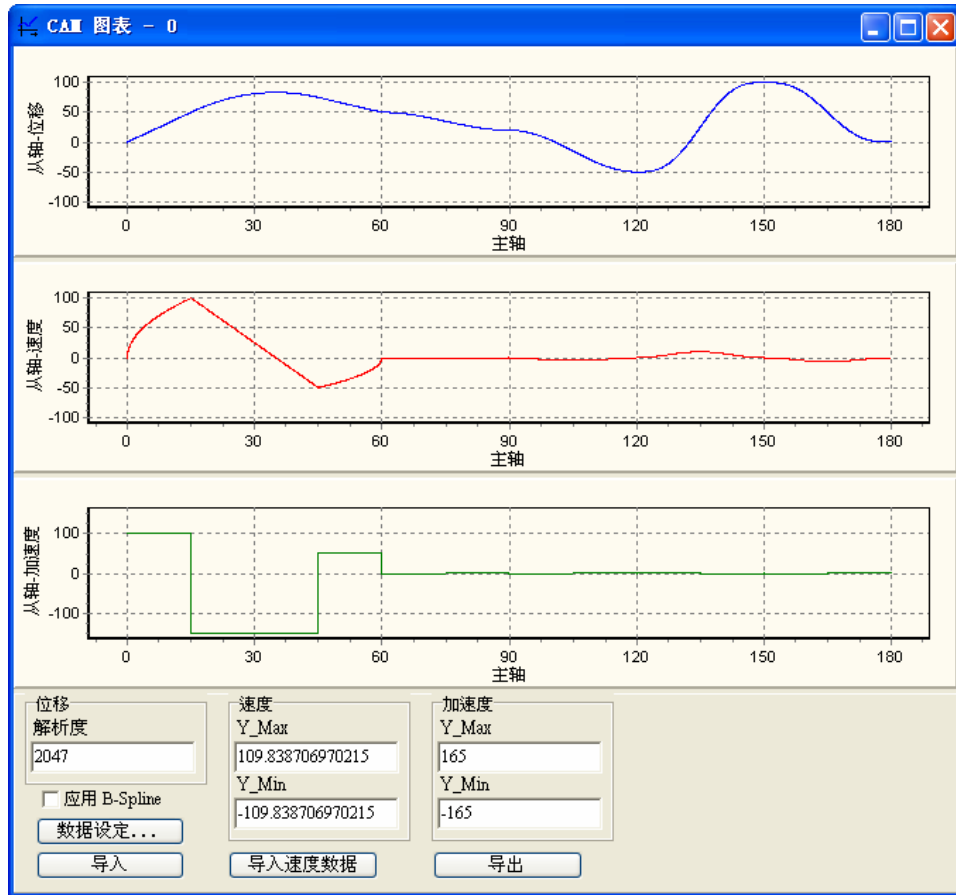 CAM 图表 - 0
从轴-位移
100
50
0
-50
-100
0 30 60 90 120 150 180
主轴
从轴-速度
100
50
0
-50
-100
0 30 60 90 120 150 180
主轴
从轴-加速度
100
0
-100
0 30 60 90 120 150 180
主轴
位移
解析度
2047
应用 B-Spline
数据设定...
导入
速度
Y_Max
109.838706970215
Y_Min
-109.838706970215
导入速度数据
加速度
Y_Max
165
Y_Min
-165
导出